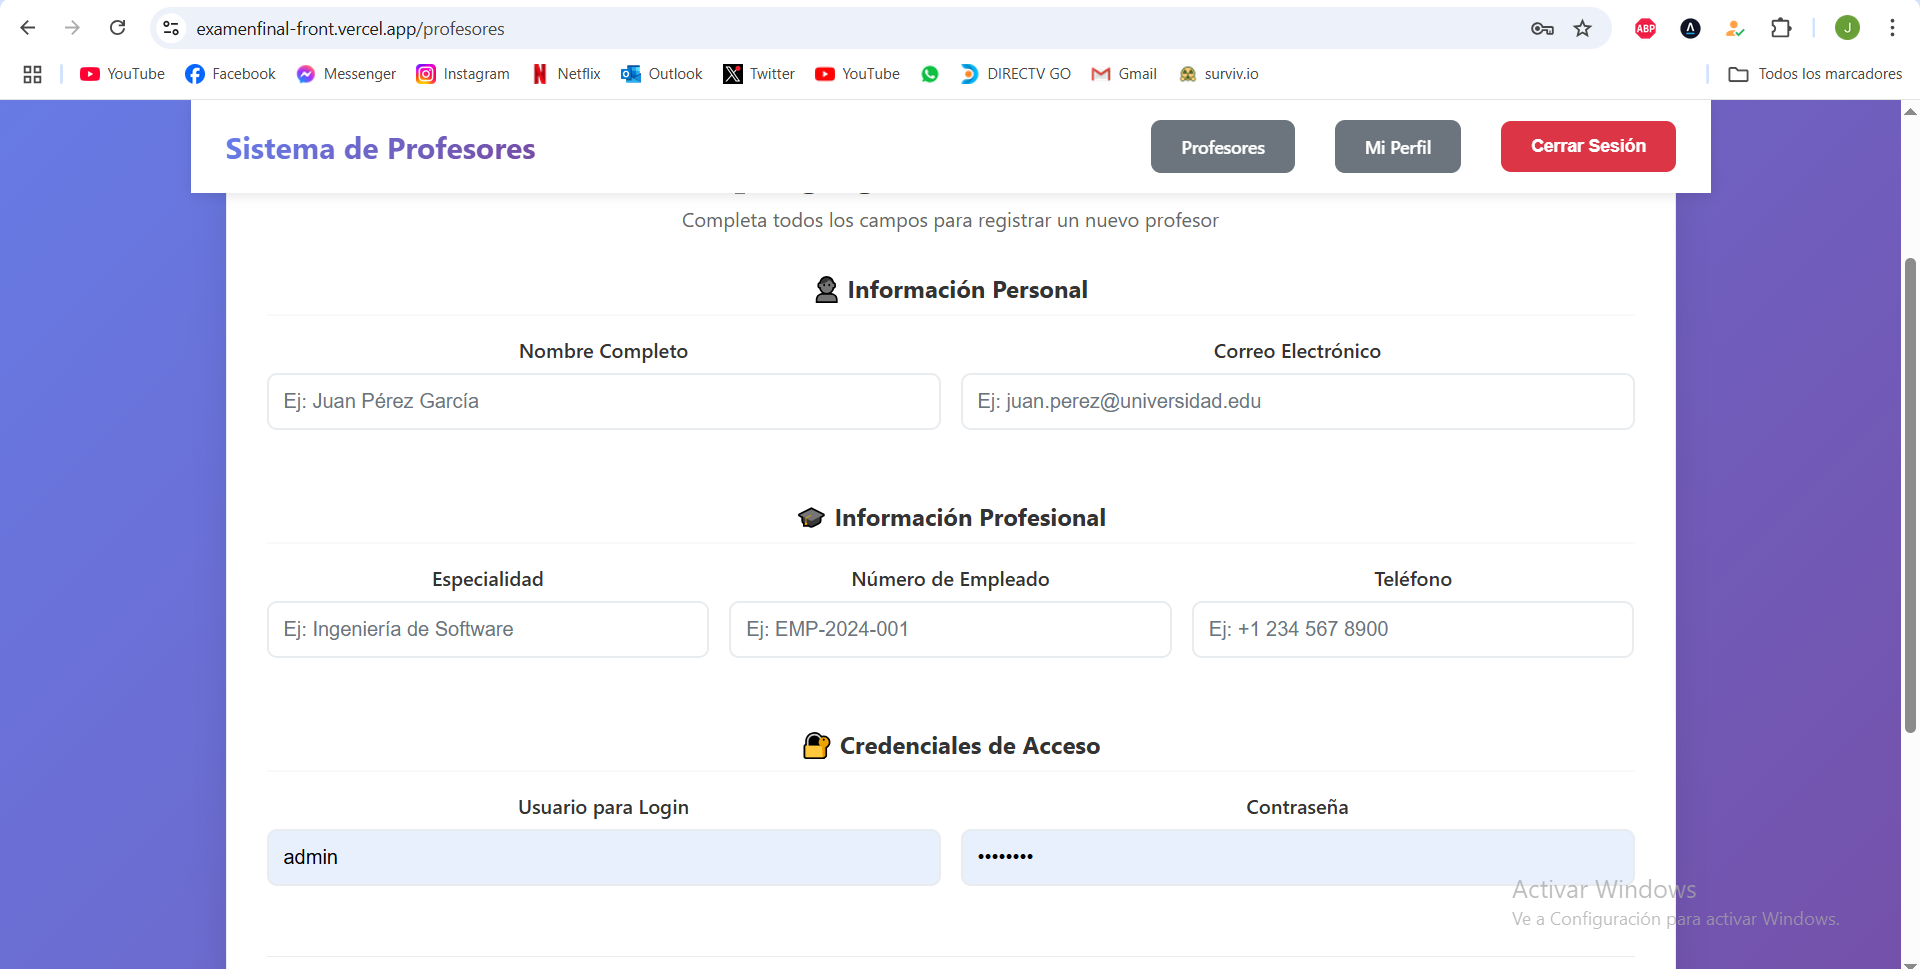 examenfinal-front.vercel.app/profesores
ABP
J
YouTube
Facebook
Messenger
Instagram
Netflix
Outlook
Twitter
YouTube
DIRECTV GO
Gmail
surviv.io
Todos los marcadores
Sistema de Profesores
Profesores
Mi Perfil
Cerrar Sesión
Completa todos los campos para registrar un nuevo profesor
Información Personal
Nombre Completo
Correo Electrónico
Ej: Juan Pérez García
Ej: juan.perez@universidad.edu
Información Profesional
Especialidad
Número de Empleado
Teléfono
Ej: Ingeniería de Software
Ej: EMP-2024-001
Ej: +1 234 567 8900
Credenciales de Acceso
Usuario para Login
Contraseña
admin
••••••••
Activar Windows
Ve a Configuración para activar Windows.